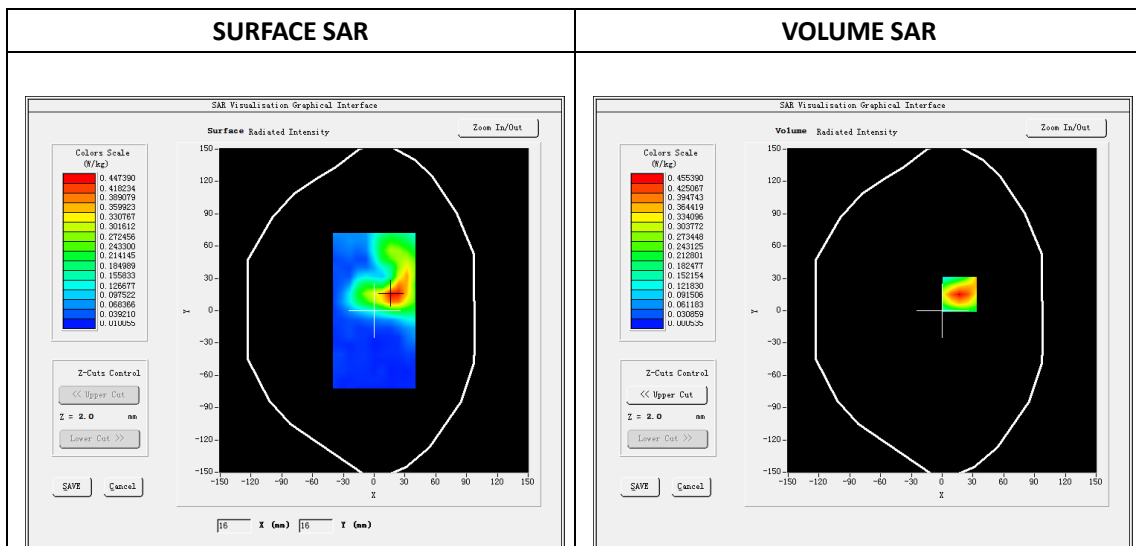 SURFACE SAR
VOLUME SAR
SAR Visualisation Graphical Interface
Surface Radiated Intensity
Zoom In/Out
Colors Scale
(W/kg)
0.447390
0.418234
0.389079
0.359923
0.330767
0.301612
0.272456
0.243300
0.214145
0.184989
0.155833
0.126677
0.097522
0.068366
0.039210
0.010055
150
120
90
60
30
0
-30
-60
-90
-120
-150
Y
-150 -120 -90 -60 -30 0 30 60 90 120 150
X
Z-Cuts Control
<< Upper Cut
Z = 2.0 mm
Lower Cut >>
SAVE Cancel
16 X (mm) 16 Y (mm)
SAR Visualisation Graphical Interface
Volume Radiated Intensity
Zoom In/Out
Colors Scale
(W/kg)
0.455390
0.425067
0.394743
0.364419
0.334096
0.303772
0.273448
0.243125
0.212801
0.182477
0.152154
0.121830
0.091506
0.061183
0.030859
0.000535
150
120
90
60
30
0
-30
-60
-90
-120
-150
Y
-150 -120 -90 -60 -30 0 30 60 90 120 150
X
Z-Cuts Control
<< Upper Cut
Z = 2.0 mm
Lower Cut >>
SAVE Cancel